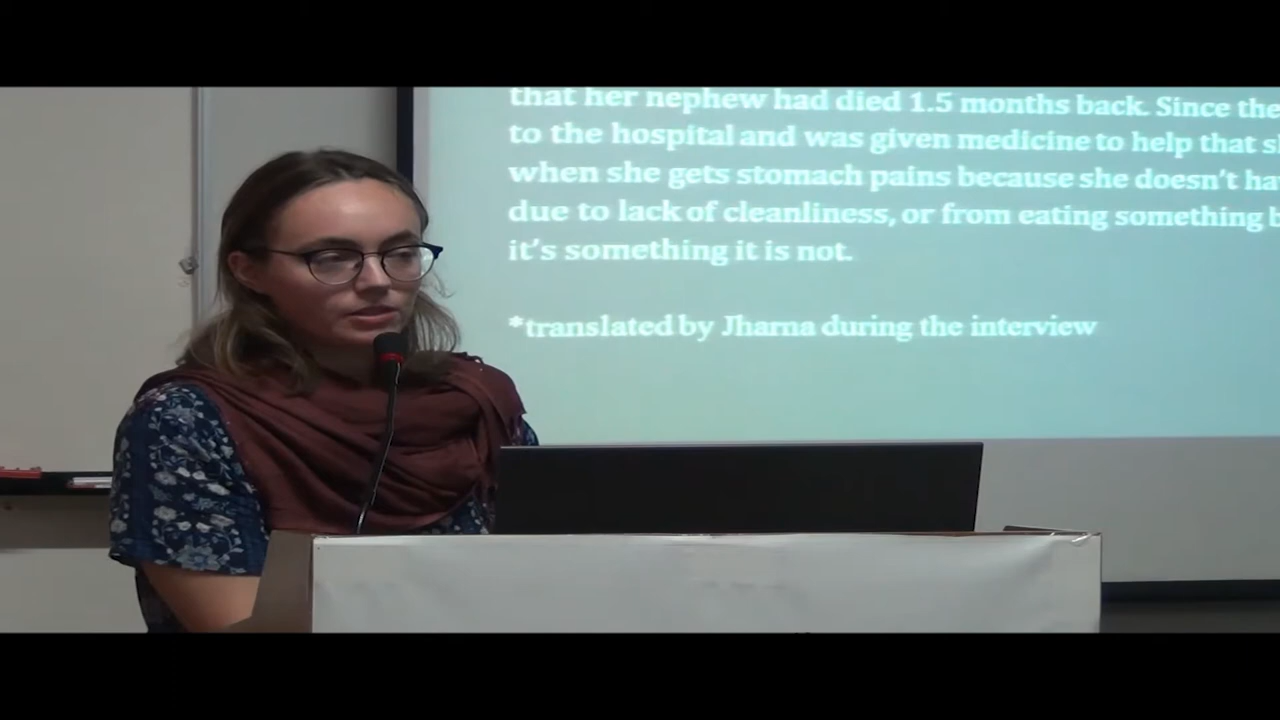 that her nephew had died 1.5 months back. Since the
to the hospital and was given medicine to help that s
when she gets stomach pains because she doesn't ha
due to lack of cleanliness, or from eating something b
it's something it is not.
*translated by Jharna during the interview